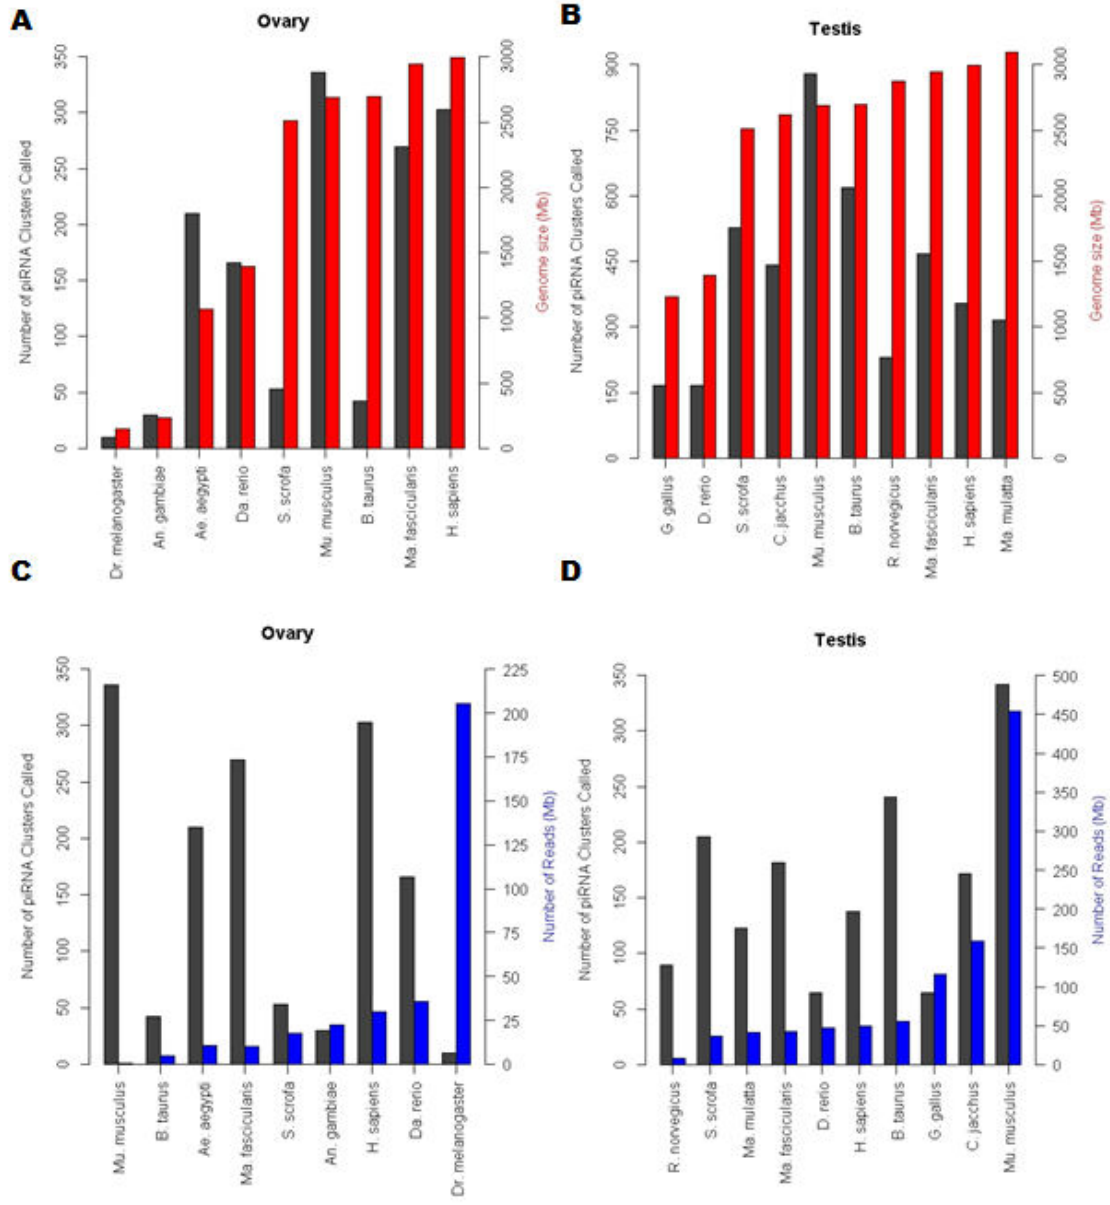 A
Ovary
Number of piRNA Clusters Called
0 50 100 150 200 250 300 350
0 500 1000 1500 2000 2500 3000
Genome size (Mb)
Dr. melanogaster
An. gambiae
Ae. aegypti
Da. rerio
S. scrofa
Mu. musculus
B. taurus
Ma. fascicularis
H. sapiens
B
Testis
Number of piRNA Clusters Called
0 150 300 450 600 750 900
0 500 1000 1500 2000 2500 3000
Genome size (Mb)
G. gallus
D. rerio
S. scrofa
C. jacchus
Mu. musculus
B. taurus
R. norvegicus
Ma. fascicularis
H. sapiens
Ma. mulatta
C
Ovary
Number of piRNA Clusters Called
0 50 100 150 200 250 300 350
0 25 50 75 100 125 150 175 200 225
Number of Reads (Mb)
Mu. musculus
B. taurus
Ae. aegypti
Ma. fascicularis
S. scrofa
An. gambiae
H. sapiens
Da. rerio
Dr. melanogaster
D
Testis
Number of piRNA Clusters Called
0 50 100 150 200 250 300 350
0 50 100 150 200 250 300 350 400 450 500
Number of Reads (Mb)
R. norvegicus
S. scrofa
Ma. mulatta
Ma. fascicularis
D. rerio
H. sapiens
B. taurus
G. gallus
C. jacchus
Mu. musculus